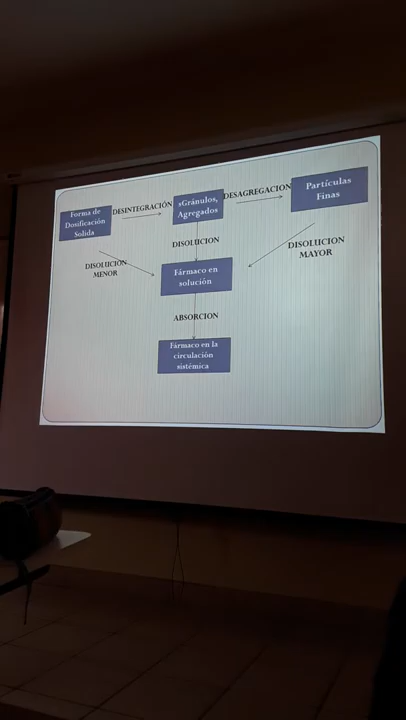 Forma de
Dosificación
Solida
DESINTEGRACIÓN
sGránulos,
Agregados
DESAGREGACION
Partículas
Finas
DISOLUCION
MENOR
DISOLUCION
DISOLUCION
MAYOR
Fármaco en
solución
ABSORCION
Fármaco en la
circulación
sistémica